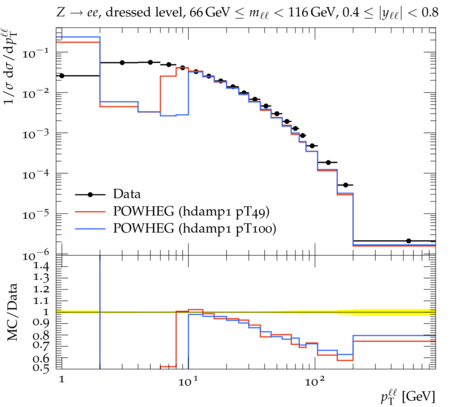 Z → ee, dressed level, 66 GeV ≤ mℓℓ < 116 GeV, 0.4 ≤ |yℓℓ| < 0.8
1/σ dσ/dpTℓℓ
10⁻¹
10⁻²
10⁻³
10⁻⁴
10⁻⁵
10⁻⁶
Data
POWHEG (hdamp1 pT49)
POWHEG (hdamp1 pT100)
MC/Data
1.4
1.3
1.2
1.1
1
0.9
0.8
0.7
0.6
0.5
1 10¹ 10²
pTℓℓ [GeV]